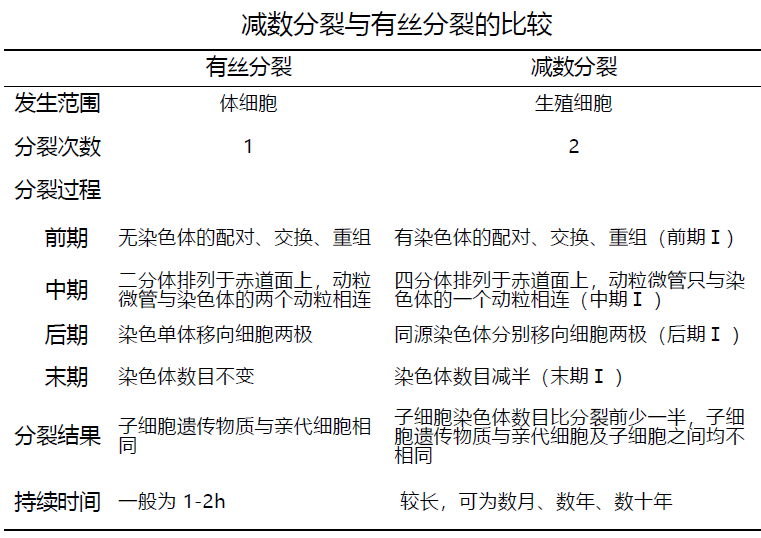 减数分裂与有丝分裂的比较
有丝分裂 减数分裂
发生范围 体细胞 生殖细胞
分裂次数 1 2
分裂过程
前期 无染色体的配对、交换、重组 有染色体的配对、交换、重组（前期Ⅰ）
中期 二分体排列于赤道面上，动粒微管与染色体的两个动粒相连 四分体排列于赤道面上，动粒微管只与染色体的一个动粒相连（中期Ⅰ）
后期 染色单体移向细胞两极 同源染色体分别移向细胞两极（后期Ⅰ）
末期 染色体数目不变 染色体数目减半（末期Ⅰ）
分裂结果 子细胞遗传物质与亲代细胞相同 子细胞染色体数目比分裂前少一半，子细胞遗传物质与亲代细胞及子细胞之间均不相同
持续时间 一般为 1-2h 较长，可为数月、数年、数十年